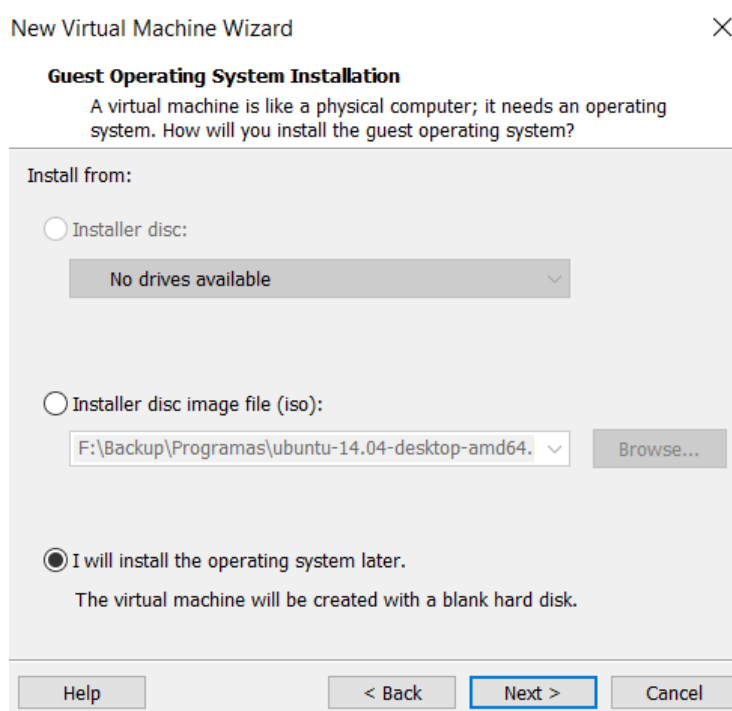 New Virtual Machine Wizard
Guest Operating System Installation
A virtual machine is like a physical computer; it needs an operating
system. How will you install the guest operating system?
Install from:
Installer disc:
No drives available
Installer disc image file (iso):
F:\Backup\Programas\ubuntu-14.04-desktop-amd64.
Browse...
I will install the operating system later.
The virtual machine will be created with a blank hard disk.
Help
< Back
Next >
Cancel